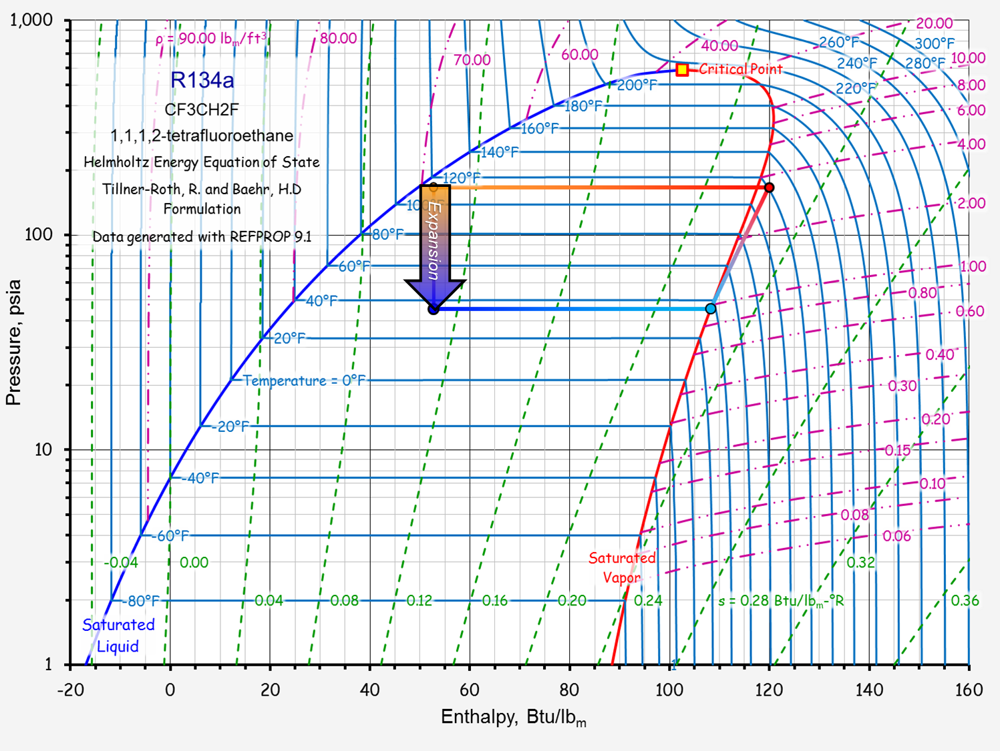 1,000
100
10
1
Pressure, psia
ρ = 90.00 lbm/ft³
80.00
70.00
60.00
40.00
20.00
10.00
8.00
6.00
4.00
2.00
1.00
0.80
0.60
0.40
0.30
0.20
0.15
0.10
0.08
0.06
R134a
CF3CH2F
1,1,1,2-tetrafluoroethane
Helmholtz Energy Equation of State
Tillner-Roth, R. and Baehr, H.D
Formulation
Data generated with REFPROP 9.1
Critical Point
260°F
300°F
240°F
280°F
220°F
200°F
180°F
160°F
140°F
120°F
100°F
80°F
60°F
40°F
20°F
Temperature = 0°F
-20°F
-40°F
-60°F
-80°F
Expansion
Saturated
Vapor
Saturated
Liquid
-0.04
0.00
0.04
0.08
0.12
0.16
0.20
0.24
s = 0.28 Btu/lbm-°R
0.32
0.36
1
-20
0
20
40
60
80
100
120
140
160
Enthalpy, Btu/lbm